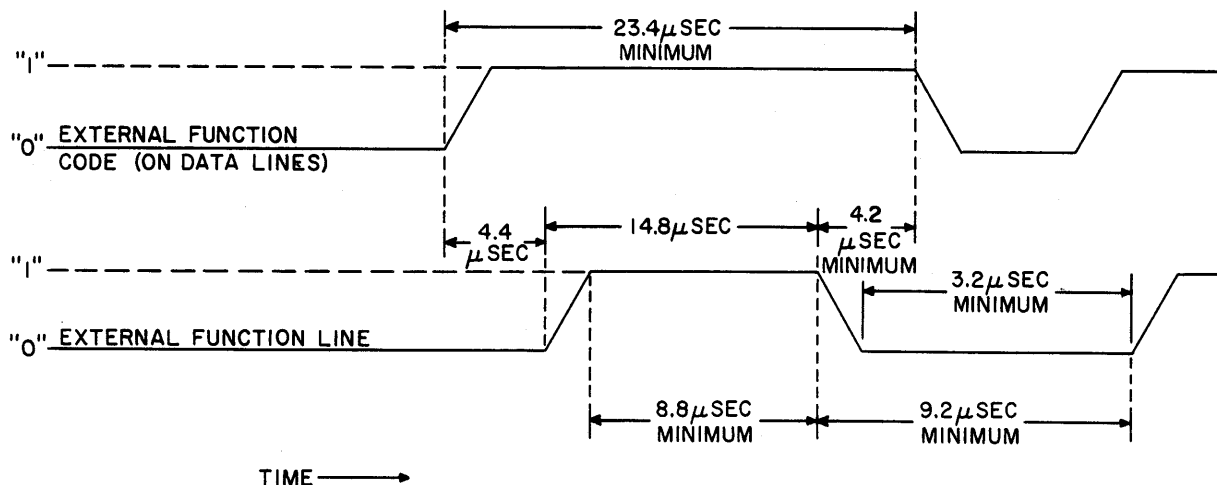 23.4μSEC
MINIMUM
"1"
"0" EXTERNAL FUNCTION
CODE (ON DATA LINES)
4.4
μSEC
14.8μSEC
4.2
μSEC
MINIMUM
"1"
3.2μSEC
MINIMUM
"0" EXTERNAL FUNCTION LINE
8.8μSEC
MINIMUM
9.2μSEC
MINIMUM
TIME